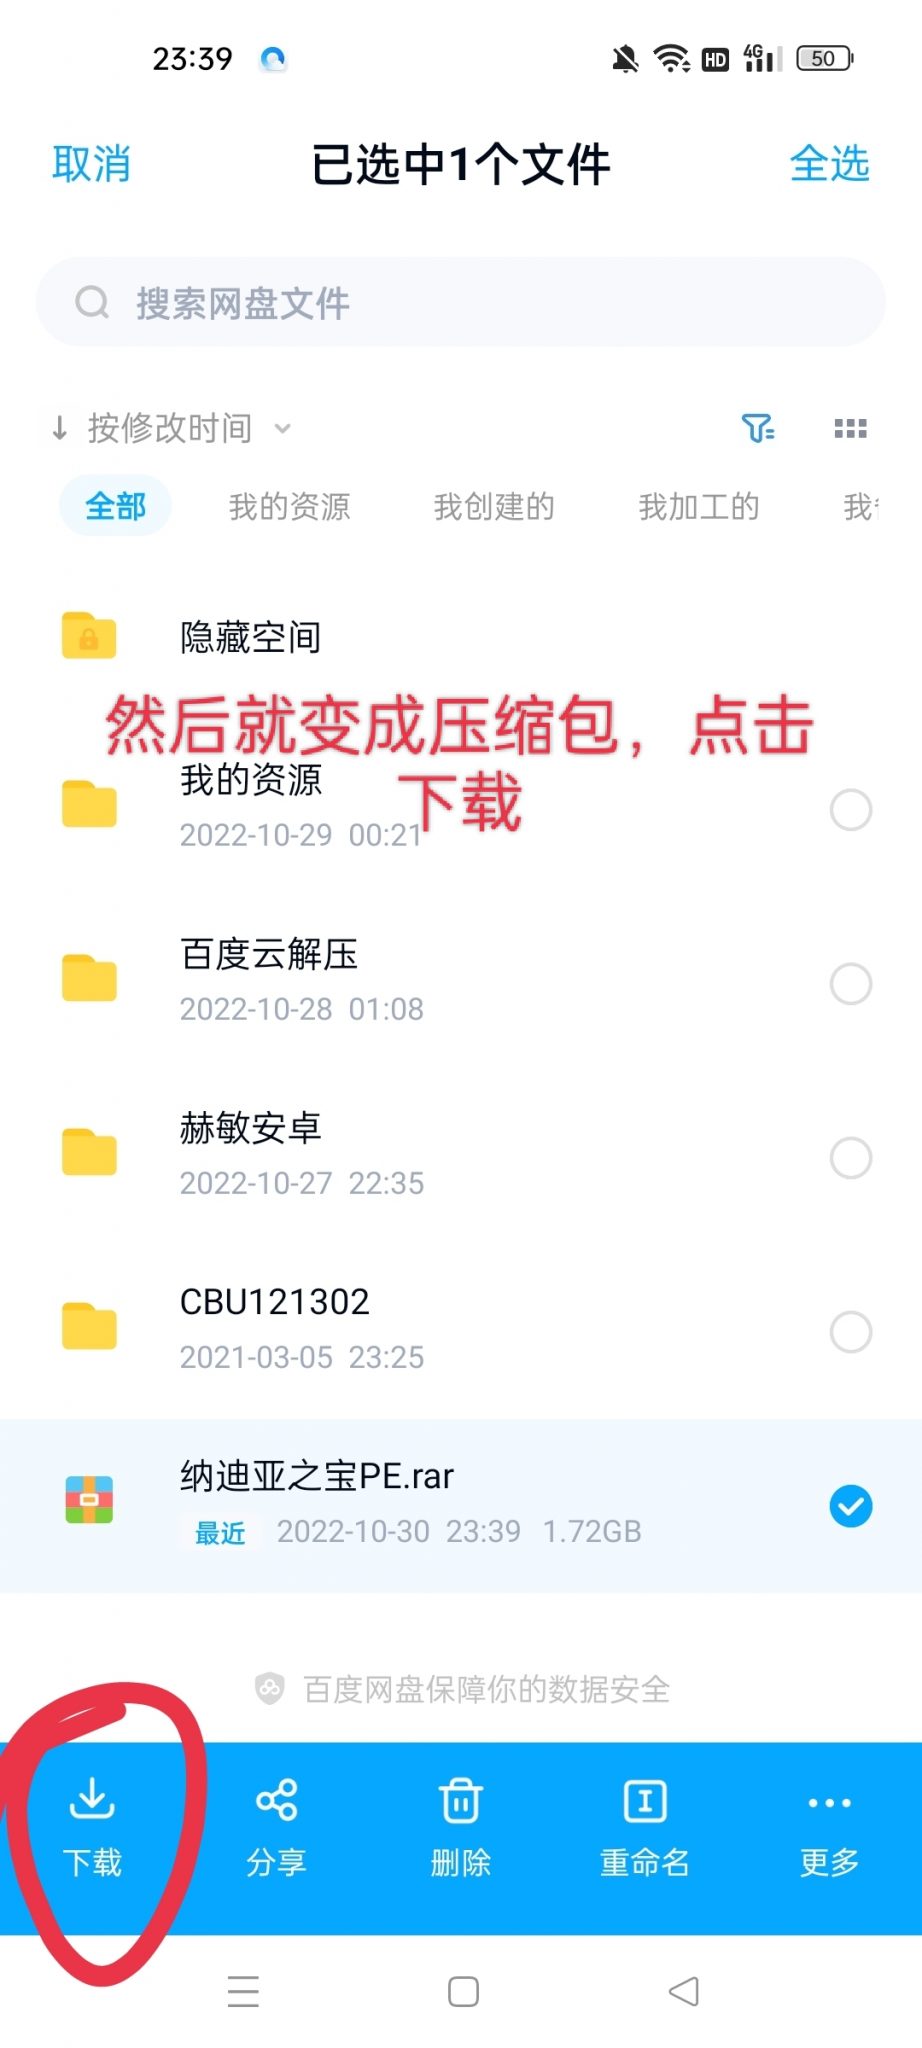 23:39 HD 4G 50
取消 已选中1个文件 全选
搜索网盘文件
按修改时间
全部 我的资源 我创建的 我加工的 我
隐藏空间
然后就变成压缩包，点击
下载
我的资源
2022-10-29 00:21
百度云解压
2022-10-28 01:08
赫敏安卓
2022-10-27 22:35
CBU121302
2021-03-05 23:25
纳迪亚之宝PE.rar
最近 2022-10-30 23:39 1.72GB
百度网盘保障你的数据安全
下载 分享 删除 重命名 更多